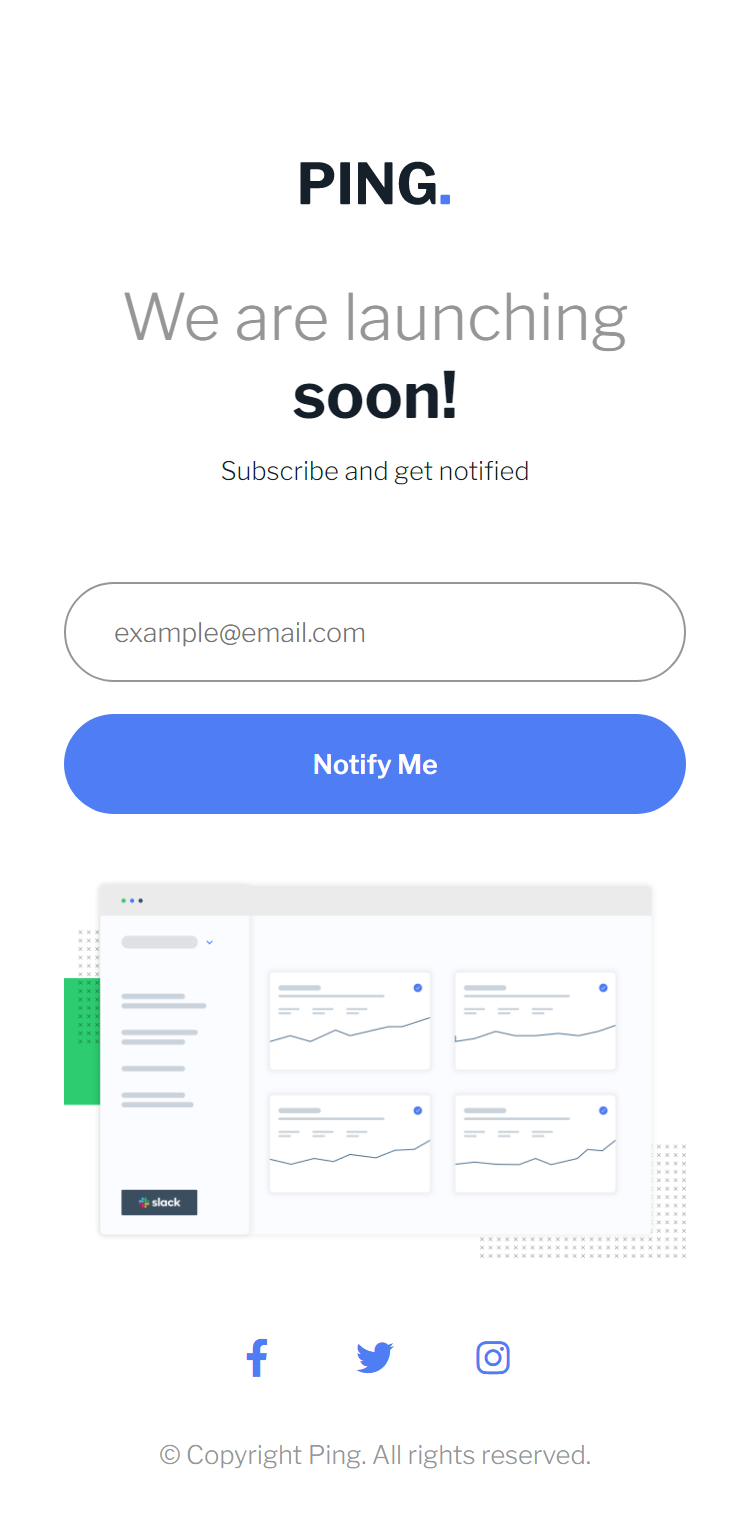 PING.
We are launching
soon!
Subscribe and get notified
example@email.com
Notify Me
slack
© Copyright Ping. All rights reserved.